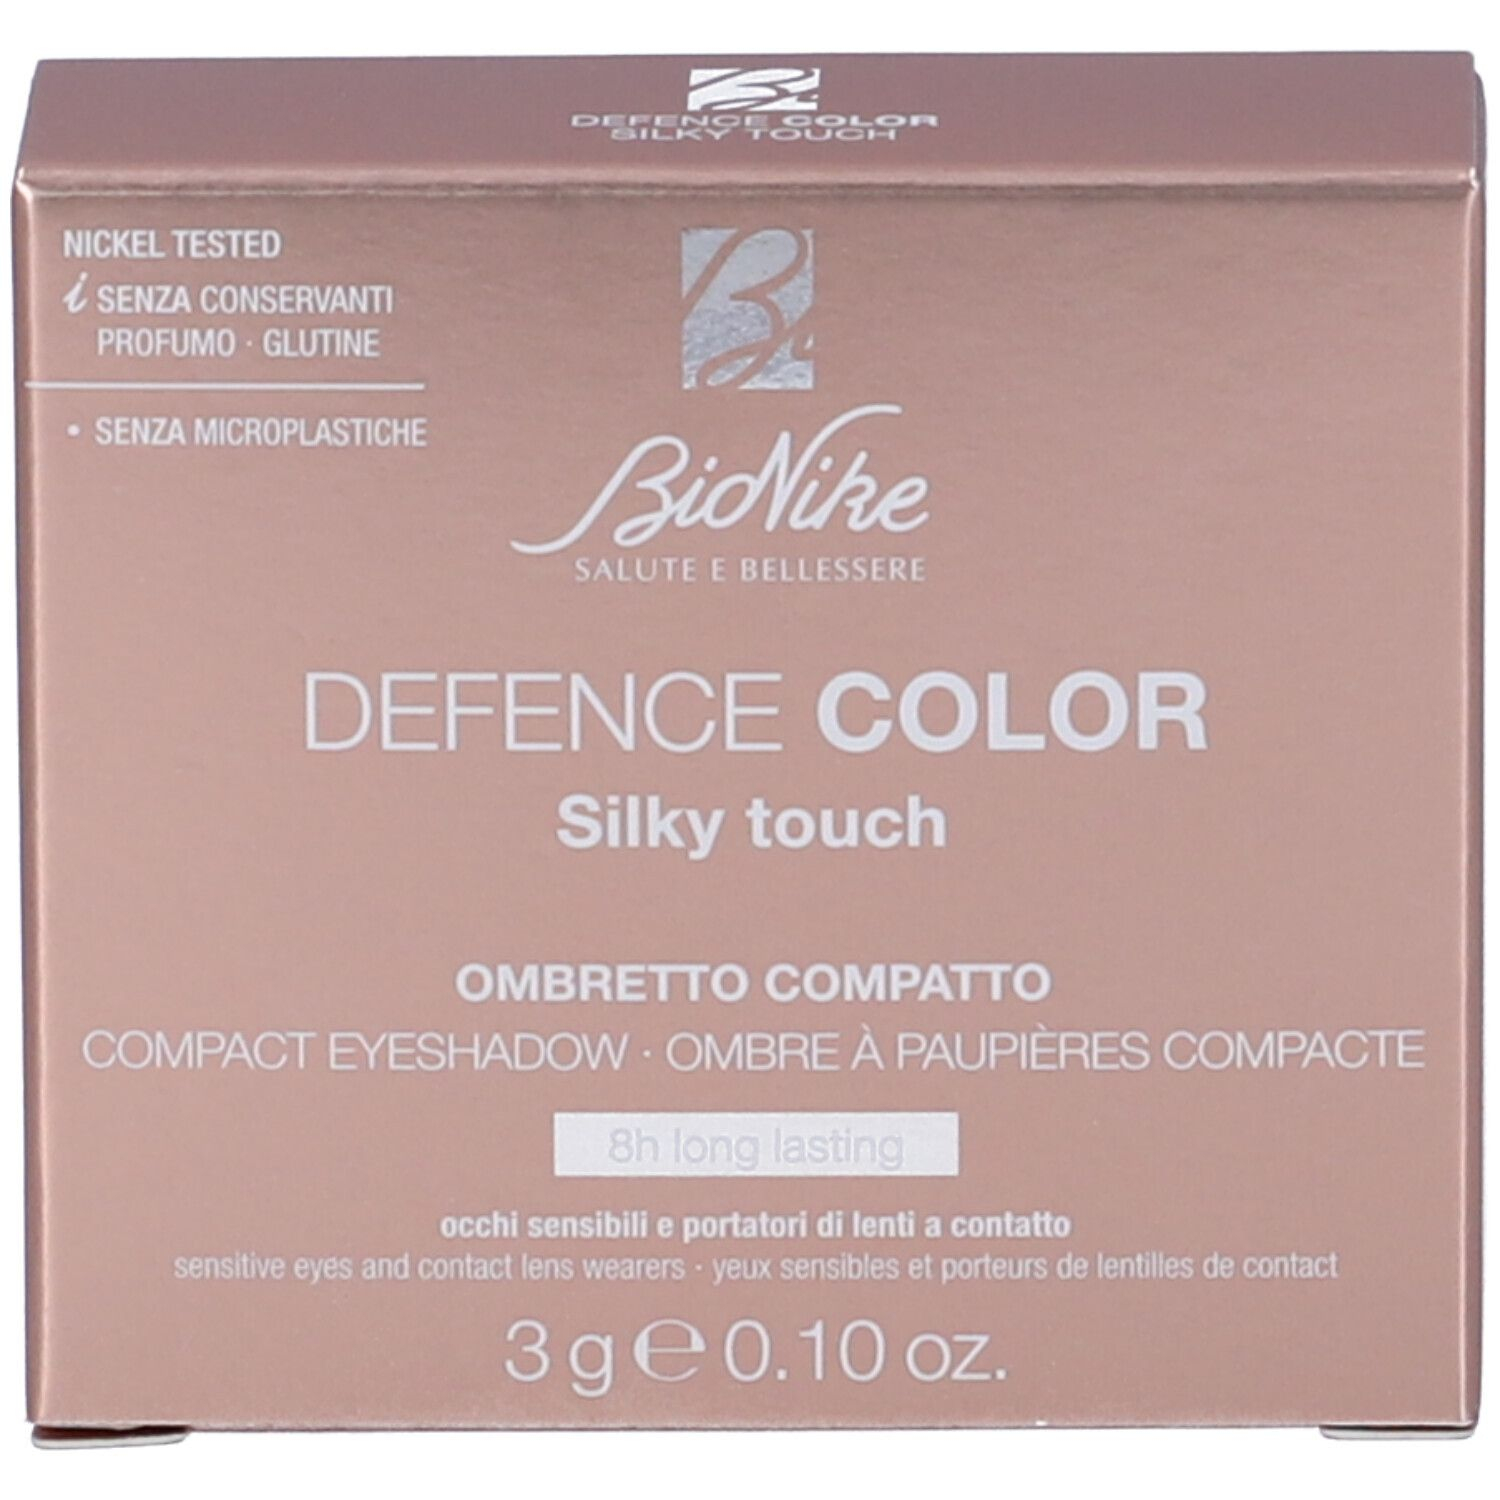 DEFENCE COLOR
SILKY TOUCH
NICKEL TESTED
i SENZA CONSERVANTI
PROFUMO · GLUTINE
• SENZA MICROPLASTICHE
B.
BioNike
SALUTE E BELLESSERE
DEFENCE COLOR
Silky touch
OMBRETTO COMPATTO
COMPACT EYESHADOW · OMBRE À PAUPIÈRES COMPACTE
8h long lasting
occhi sensibili e portatori di lenti a contatto
sensitive eyes and contact lens wearers · yeux sensibles et porteurs de lentilles de contact
3 g ℮ 0.10 oz.